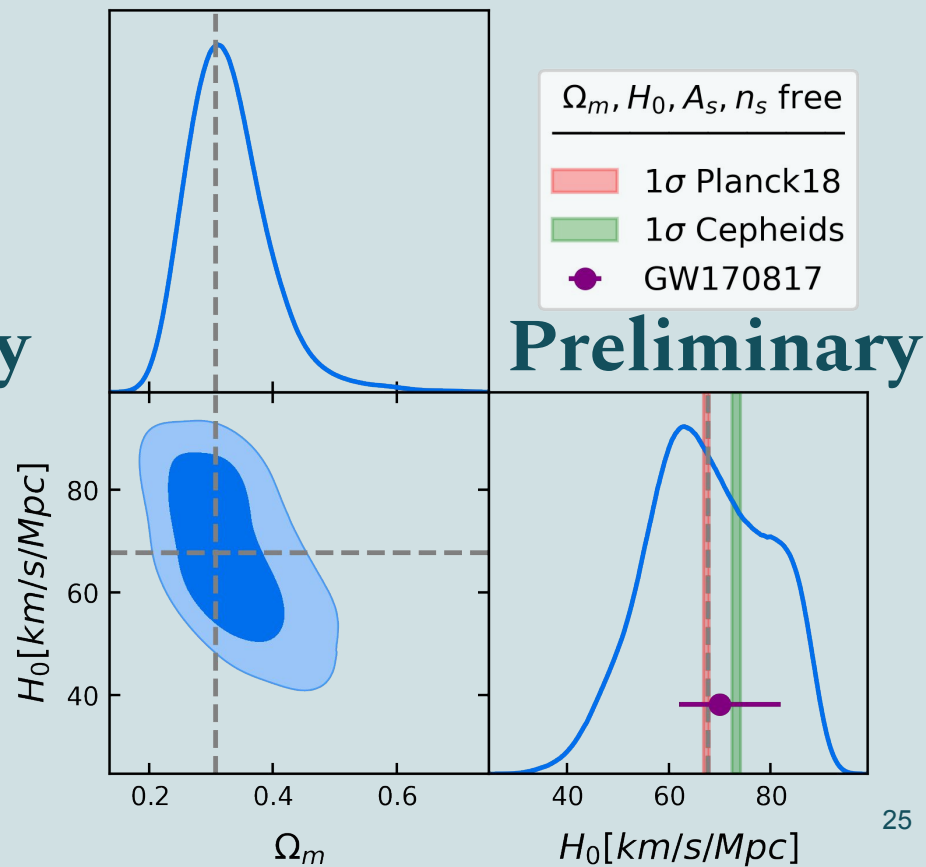 Ωm, H0, As, ns free
1σ Planck18
1σ Cepheids
GW170817
y
Preliminary
H0[km/s/Mpc]
80
60
40
0.2 0.4 0.6
40 60 80
Ωm
H0[km/s/Mpc]
25